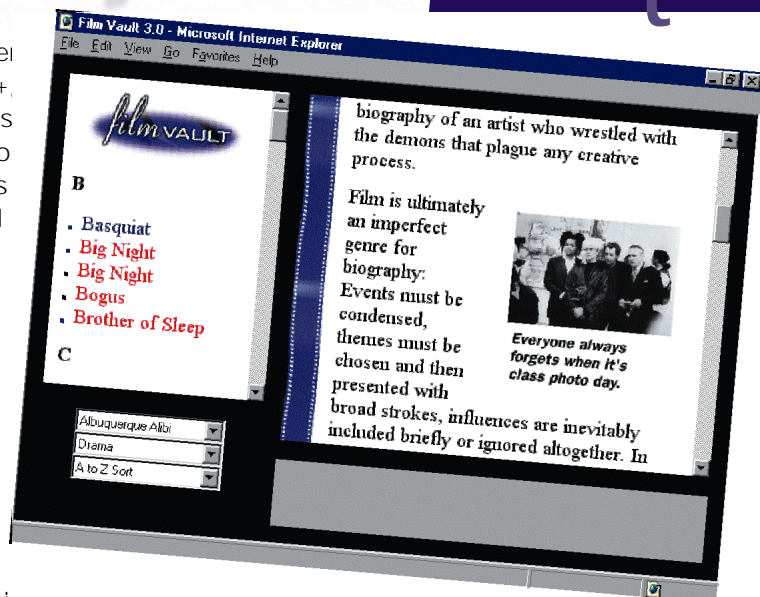 Film Vault 3.0 - Microsoft Internet Explorer
File Edit View Go Favorites Help
film VAULT
B
Basquiat
Big Night
Big Night
Bogus
Brother of Sleep
C
Albuquerque Alibi
Drama
A to Z Sort
biography of an artist who wrestled with
the demons that plague any creative
process.
Film is ultimately
an imperfect
genre for
biography:
Events must be
condensed,
themes must be
chosen and then
presented with
broad strokes, influences are inevitably
included briefly or ignored altogether. In
Everyone always
forgets when it's
class photo day.